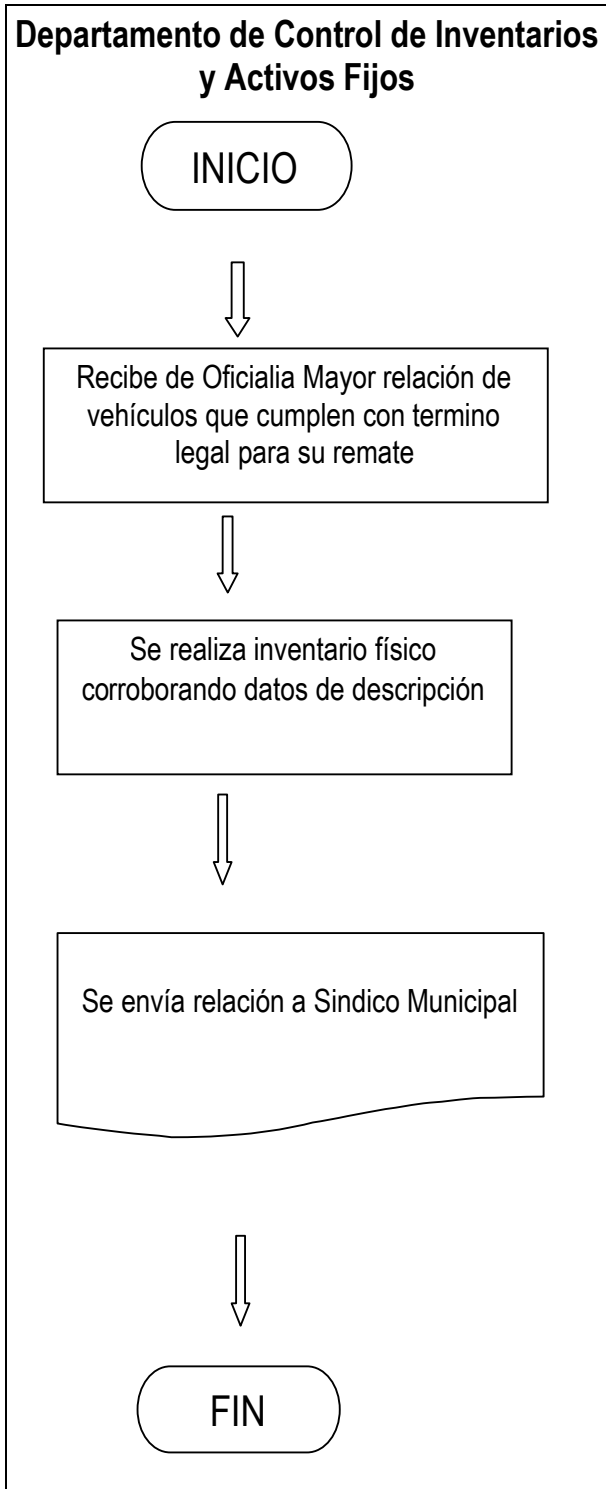 Departamento de Control de Inventarios
y Activos Fijos
INICIO
Recibe de Oficialia Mayor relación de
vehículos que cumplen con termino
legal para su remate
Se realiza inventario físico
corroborando datos de descripción
Se envía relación a Sindico Municipal
FIN